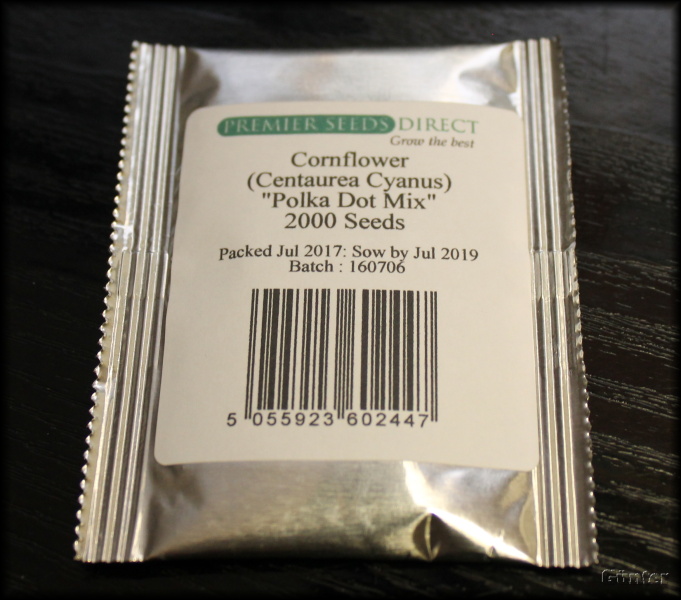 PREMIER SEEDS DIRECT
Grow the best
Cornflower
(Centaurea Cyanus)
"Polka Dot Mix"
2000 Seeds
Packed Jul 2017: Sow by Jul 2019
Batch : 160706
5 055923 602447